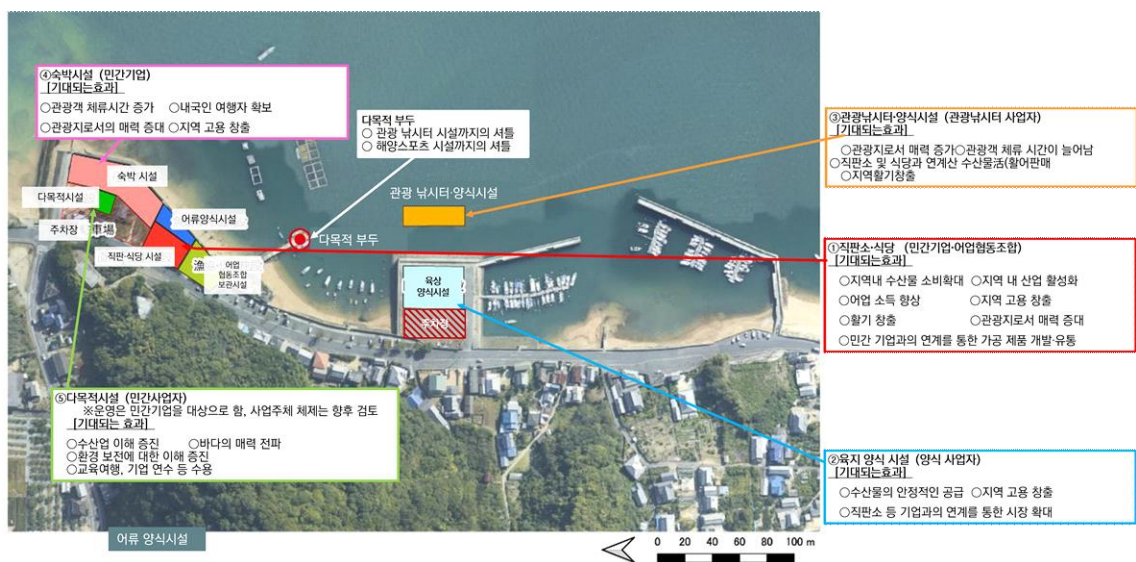 ④숙박시설 (민간기업)
[기대되는효과]
○관광객 체류시간 증가 ○내국인 여행자 확보
○관광지로서의 매력 증대 ○지역 고용 창출
다목적 부두
○ 관광 낚시터 시설까지의 셔틀
○ 해양스포츠 시설까지의 셔틀
③관광낚시터·양식시설 (관광낚시터 사업자)
[기대되는효과]
○관광지로서 매력 증가○관광객 체류 시간이 늘어남
○직판소 및 식당과 연계산 수산물活(활어판매
○지역활기창출
숙박 시설
다목적시설
주차장 車場
어류양식시설
직판·식당 시설
漁
어업
협동조합
보관시설
다목적 부두
관광 낚시터·양식시설
육상
양식시설
주차장
①직판소·식당 (민간기업·어업협동조합)
[기대되는효과]
○지역내 수산물 소비확대 ○지역 내 산업 활성화
○어업 소득 향상 ○지역 고용 창출
○활기 창출 ○관광지로서 매력 증대
○민간 기업과의 연계를 통한 가공 제품 개발·유통
⑤다목적시설 (민간사업자)
※운영은 민간기업을 대상으로 함, 사업주체 체제는 향후 검토
[기대되는 효과]
○수산업 이해 증진 ○바다의 매력 전파
○환경 보전에 대한 이해 증진
○교육여행, 기업 연수 등 수용
②육지 양식 시설 (양식 사업자)
[기대되는효과]
○수산물의 안정적인 공급 ○지역 고용 창출
○직판소 등 기업과의 연계를 통한 시장 확대
어류 양식시설
0 20 40 60 80 100 m